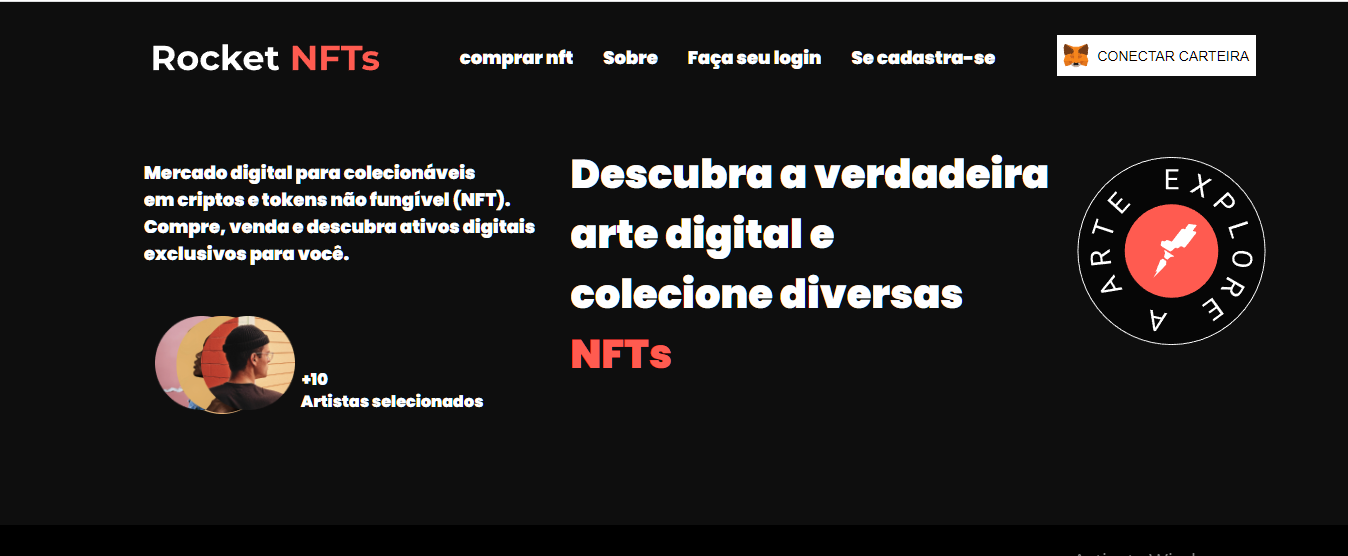 Rocket NFTs
comprar nft
Sobre
Faça seu login
Se cadastra-se
CONECTAR CARTEIRA
Mercado digital para colecionáveis
em criptos e tokens não fungível (NFT).
Compre, venda e descubra ativos digitais
exclusivos para você.
+10
Artistas selecionados
Descubra a verdadeira
arte digital e
colecione diversas
NFTs
EXPLORE A ARTE